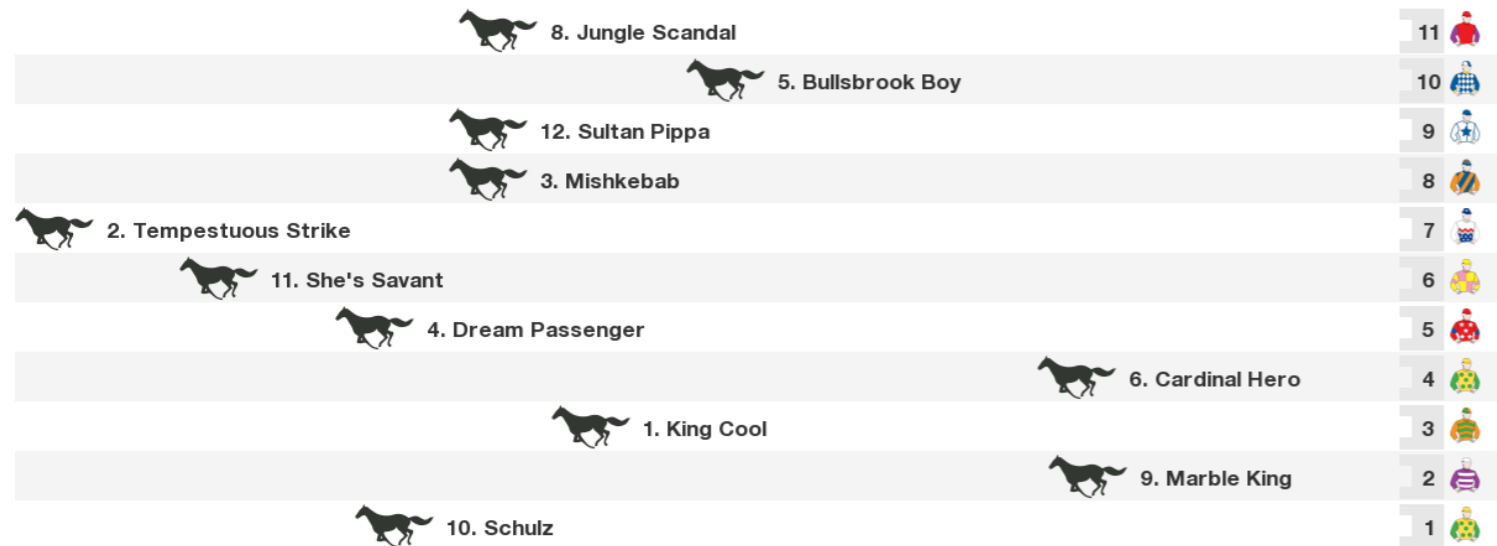 8. Jungle Scandal 11
5. Bullsbrook Boy 10
12. Sultan Pippa 9
3. Mishkebab 8
2. Tempestuous Strike 7
11. She's Savant 6
4. Dream Passenger 5
6. Cardinal Hero 4
1. King Cool 3
9. Marble King 2
10. Schulz 1